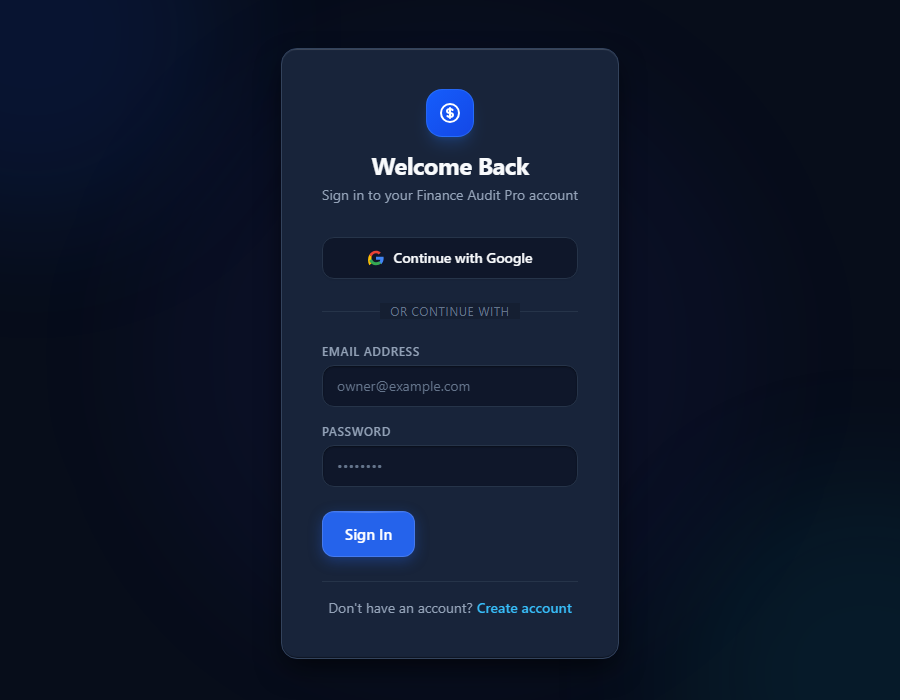 Welcome Back
Sign in to your Finance Audit Pro account
Continue with Google
OR CONTINUE WITH
EMAIL ADDRESS
owner@example.com
PASSWORD
••••••••
Sign In
Don't have an account? Create account